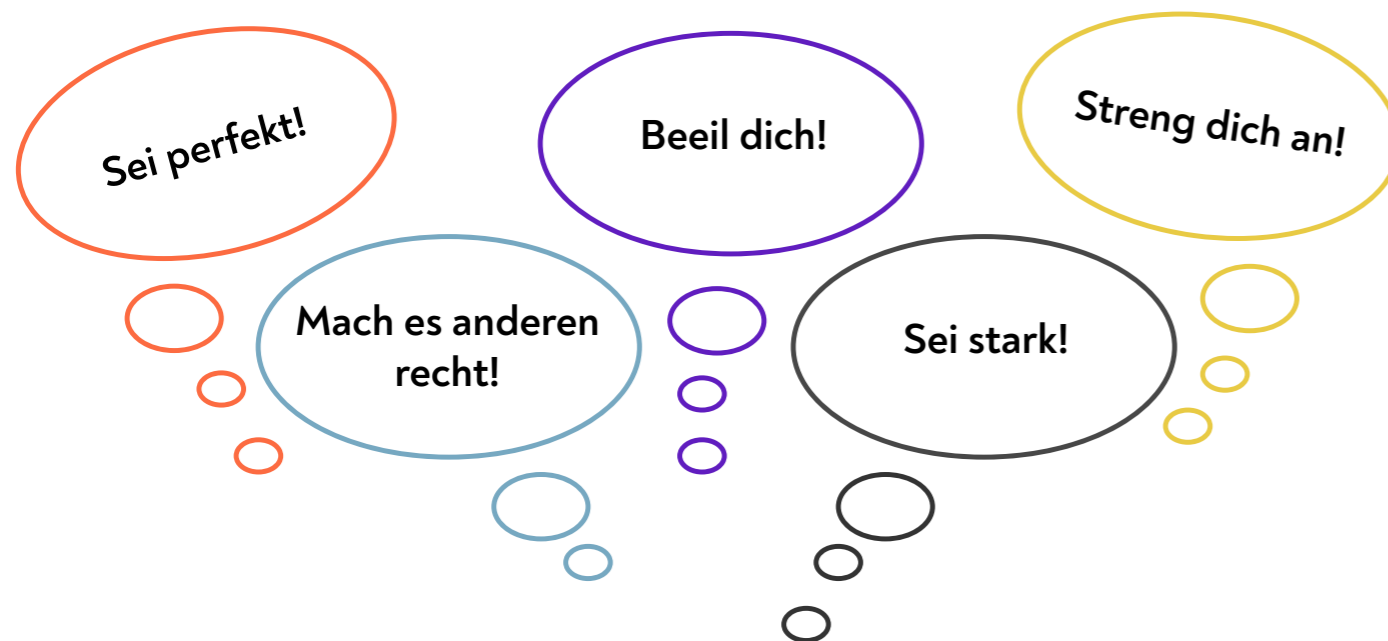 Sei perfekt!
Beeil dich!
Streng dich an!
Mach es anderen
recht!
Sei stark!